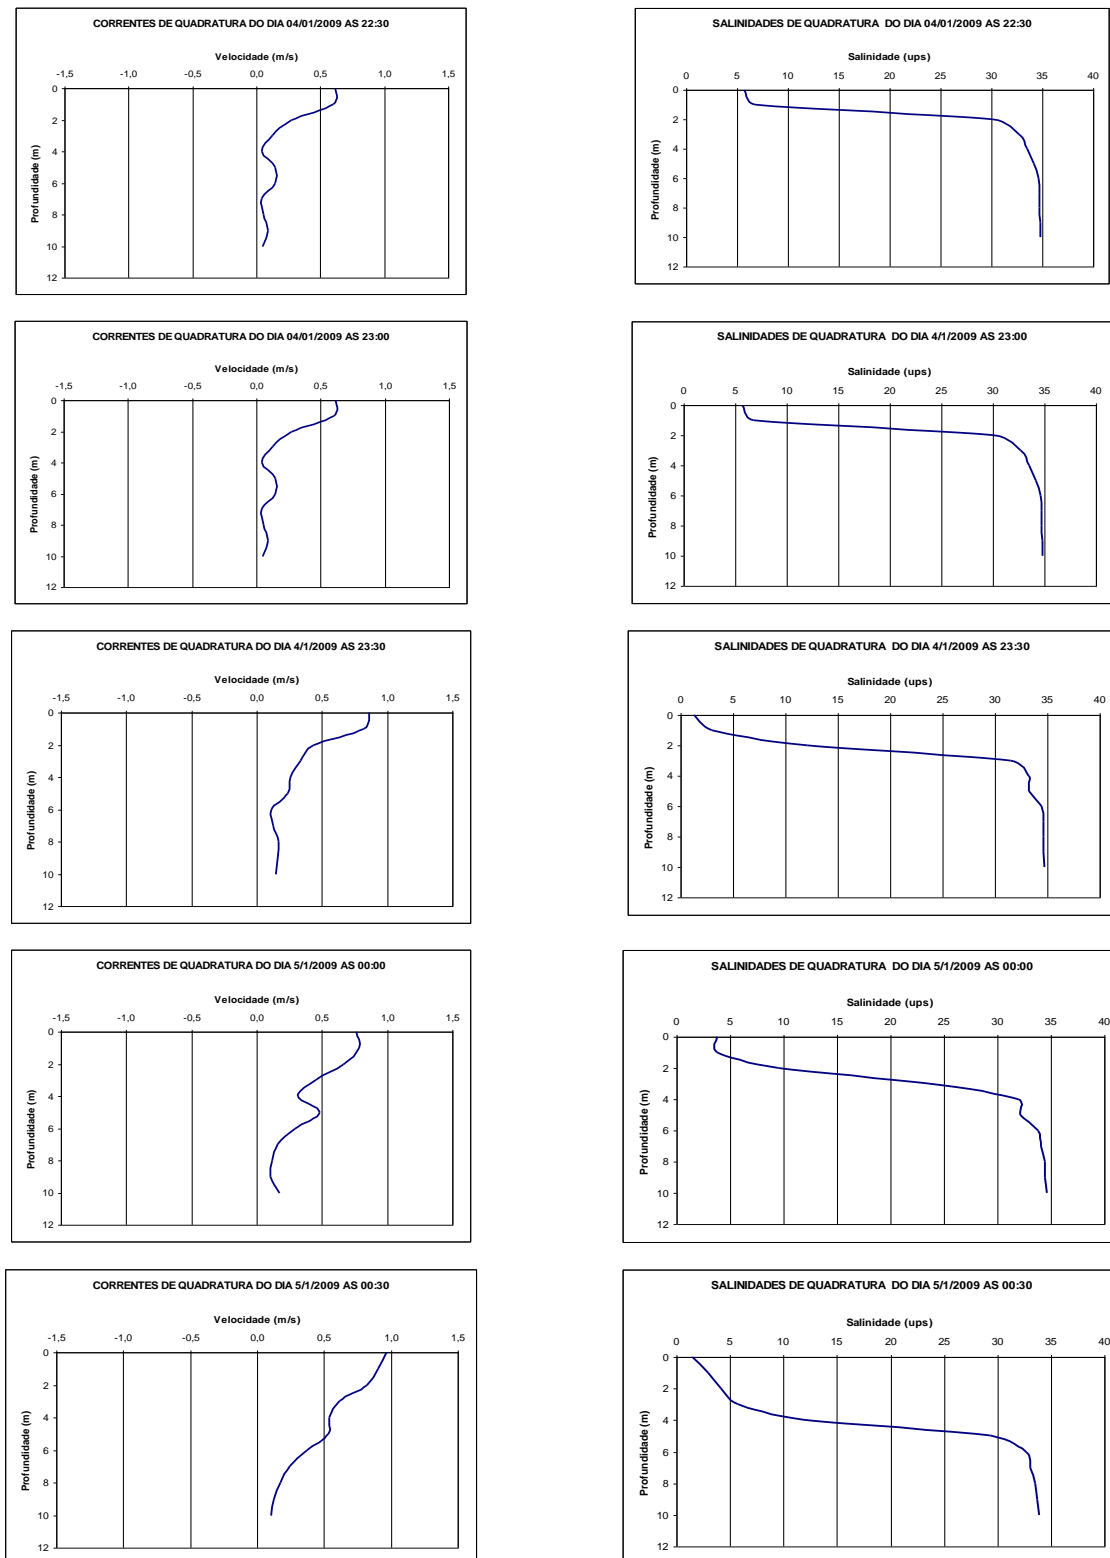 CORRENTES DE QUADRATURA DO DIA 04/01/2009 AS 22:30
Velocidade (m/s)
-1,5 -1,0 -0,5 0,0 0,5 1,0 1,5
0
2
4
6
8
10
12
Profundidade (m)
SALINIDADES DE QUADRATURA DO DIA 04/01/2009 AS 22:30
Salinidade (ups)
0 5 10 15 20 25 30 35 40
0
2
4
6
8
10
12
Profundidade (m)
CORRENTES DE QUADRATURA DO DIA 04/01/2009 AS 23:00
Velocidade (m/s)
-1,5 -1,0 -0,5 0,0 0,5 1,0 1,5
0
2
4
6
8
10
12
Profundidade (m)
SALINIDADES DE QUADRATURA DO DIA 4/1/2009 AS 23:00
Salinidade (ups)
0 5 10 15 20 25 30 35 40
0
2
4
6
8
10
12
Profundidade (m)
CORRENTES DE QUADRATURA DO DIA 4/1/2009 AS 23:30
Velocidade (m/s)
-1,5 -1,0 -0,5 0,0 0,5 1,0 1,5
0
2
4
6
8
10
12
Profundidade (m)
SALINIDADES DE QUADRATURA DO DIA 4/1/2009 AS 23:30
Salinidade (ups)
0 5 10 15 20 25 30 35 40
0
2
4
6
8
10
12
Profundidade (m)
CORRENTES DE QUADRATURA DO DIA 5/1/2009 AS 00:00
Velocidade (m/s)
-1,5 -1,0 -0,5 0,0 0,5 1,0 1,5
0
2
4
6
8
10
12
Profundidade (m)
SALINIDADES DE QUADRATURA DO DIA 5/1/2009 AS 00:00
Salinidade (ups)
0 5 10 15 20 25 30 35 40
0
2
4
6
8
10
12
Profundidade (m)
CORRENTES DE QUADRATURA DO DIA 5/1/2009 AS 00:30
Velocidade (m/s)
-1,5 -1,0 -0,5 0,0 0,5 1,0 1,5
0
2
4
6
8
10
12
Profundidade (m)
SALINIDADES DE QUADRATURA DO DIA 5/1/2009 AS 00:30
Salinidade (ups)
0 5 10 15 20 25 30 35 40
0
2
4
6
8
10
12
Profundidade (m)